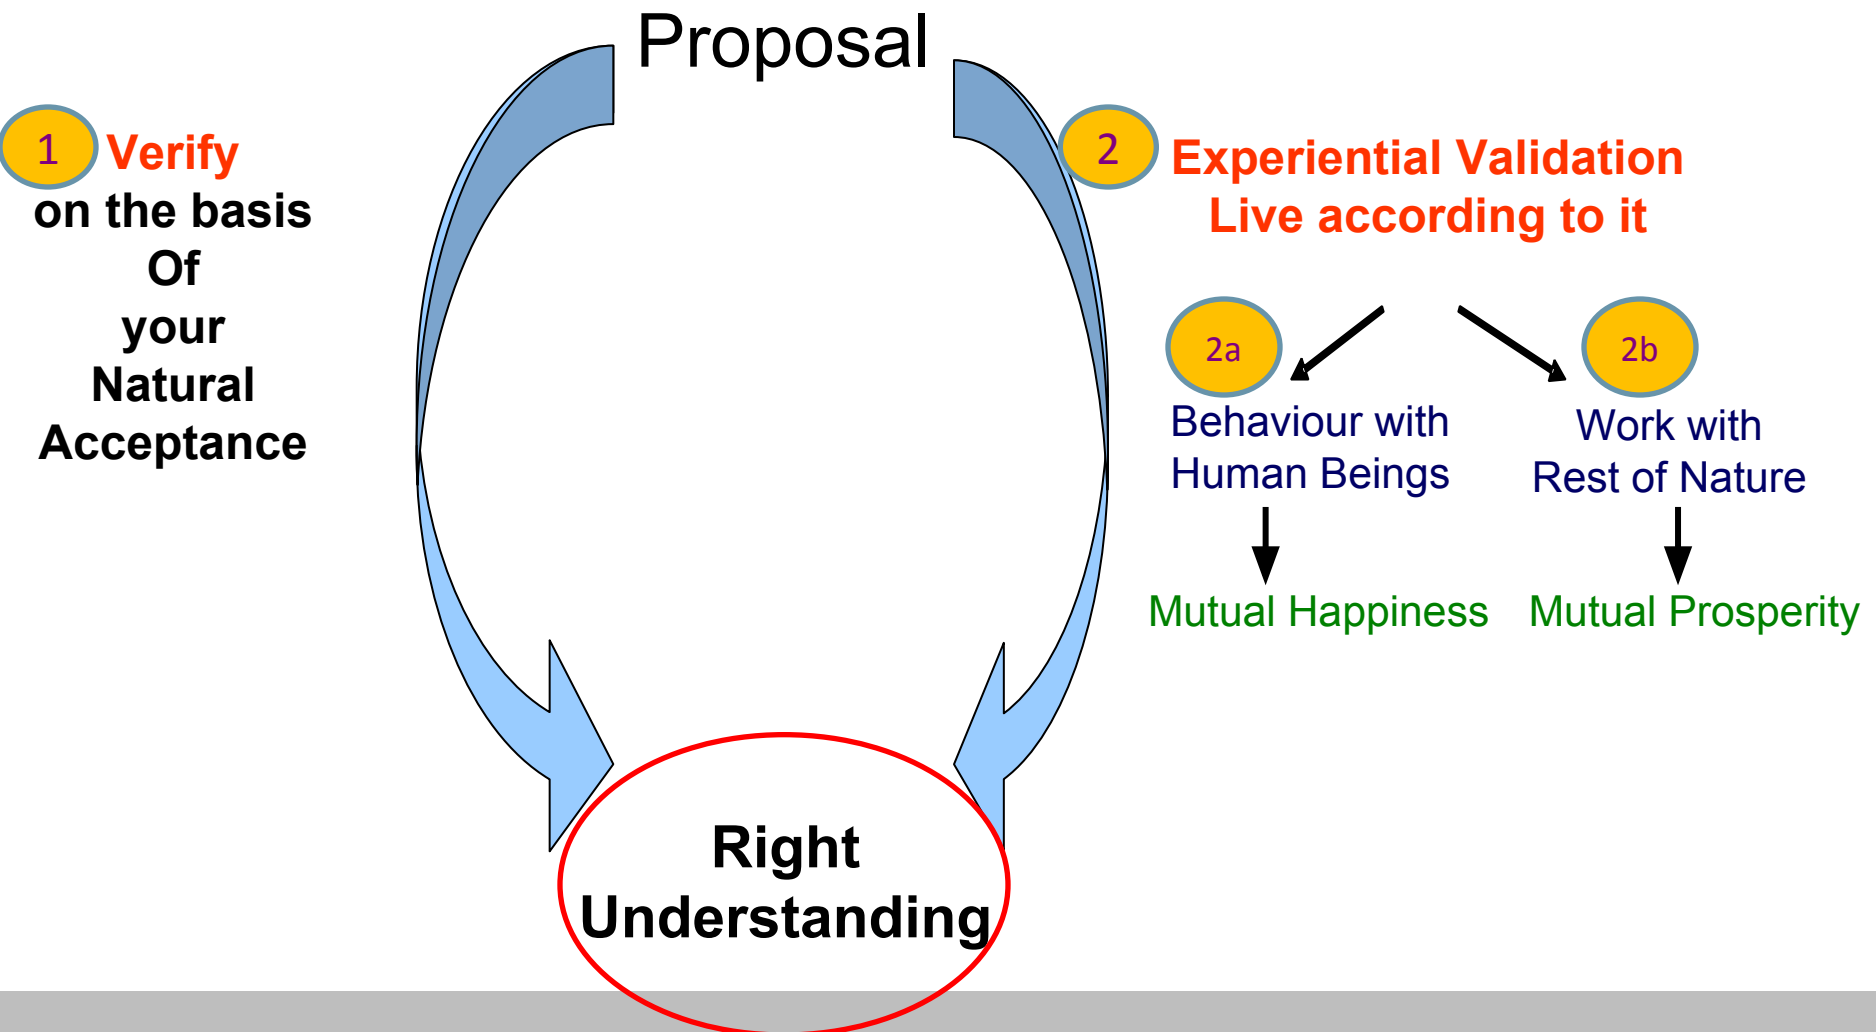 Proposal
1 Verify
on the basis
Of
your
Natural
Acceptance
2 Experiential Validation
Live according to it
2a
Behaviour with
Human Beings
Mutual Happiness
2b
Work with
Rest of Nature
Mutual Prosperity
Right
Understanding